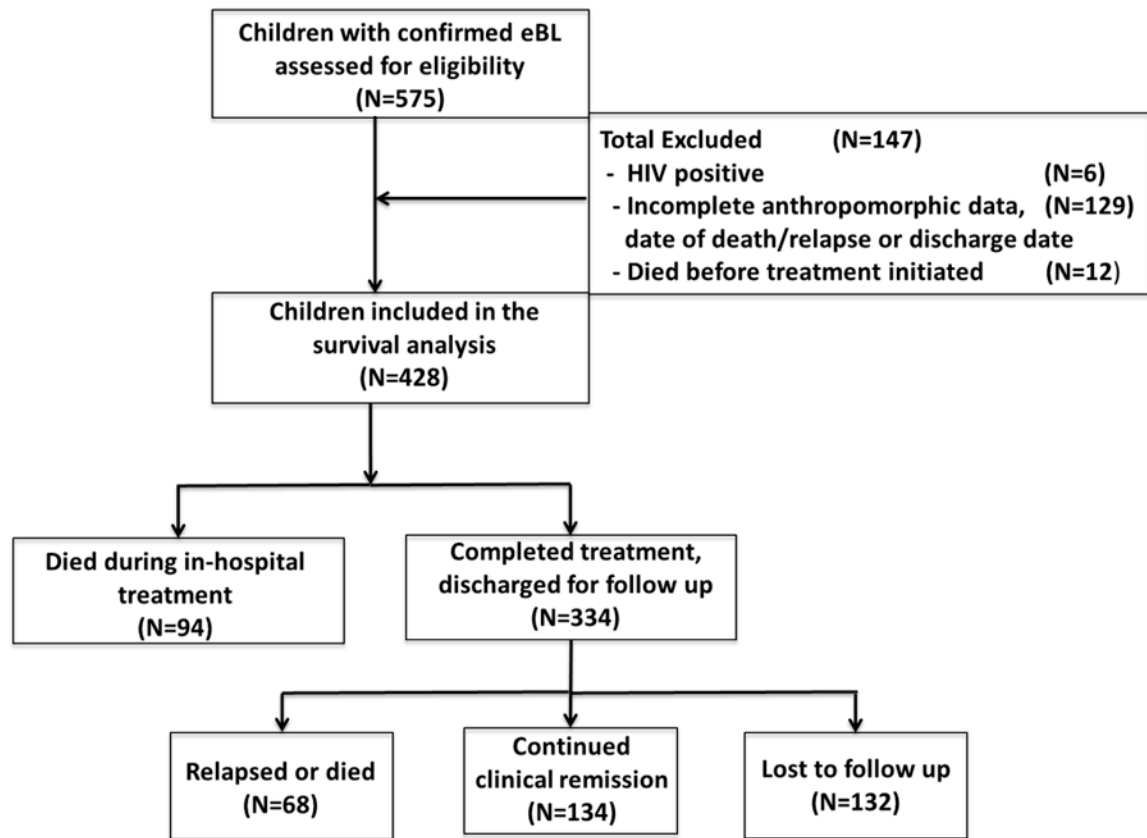 Children with confirmed eBL
assessed for eligibility
(N=575)
Total Excluded (N=147)
- HIV positive (N=6)
- Incomplete anthropomorphic data, (N=129)
date of death/relapse or discharge date
- Died before treatment initiated (N=12)
Children included in the
survival analysis
(N=428)
Died during in-hospital
treatment
(N=94)
Completed treatment,
discharged for follow up
(N=334)
Relapsed or died
(N=68)
Continued
clinical remission
(N=134)
Lost to follow up
(N=132)